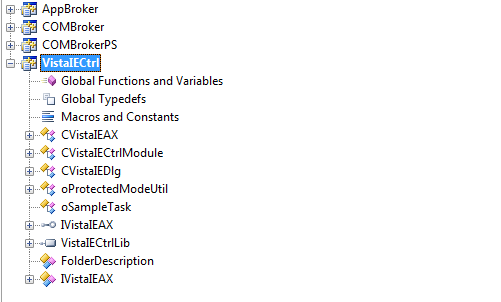 AppBroker
COMBroker
COMBrokerPS
VistaIECtrl
Global Functions and Variables
Global Typedefs
Macros and Constants
CVistaIEAX
CVistaIECtrlModule
CVistaIEDlg
oProtectedModeUtil
oSampleTask
IVistaIEAX
VistaIECtrlLib
FolderDescription
IVistaIEAX